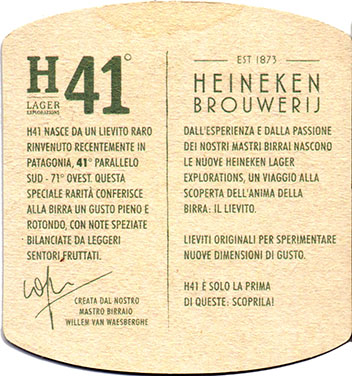 H41°
LAGER
EXPLORATIONS
H41 NASCE DA UN LIEVITO RARO
RINVENUTO RECENTEMENTE IN
PATAGONIA, 41° PARALLELO
SUD - 71° OVEST. QUESTA
SPECIALE RARITÀ CONFERISCE
ALLA BIRRA UN GUSTO PIENO E
ROTONDO, CON NOTE SPEZIATE
BILANCIATE DA LEGGERI
SENTORI FRUTTATI.
CREATA DAL NOSTRO
MASTRO BIRRAIO
WILLEM VAN WAESBERGHE
EST 1873
HEINEKEN
BROUWERIJ
DALL'ESPERIENZA E DALLA PASSIONE
DEI NOSTRI MASTRI BIRRAI NASCONO
LE NUOVE HEINEKEN LAGER
EXPLORATIONS, UN VIAGGIO ALLA
SCOPERTA DELL'ANIMA DELLA
BIRRA: IL LIEVITO.
LIEVITI ORIGINALI PER SPERIMENTARE
NUOVE DIMENSIONI DI GUSTO.
H41 È SOLO LA PRIMA
DI QUESTE: SCOPRILA!